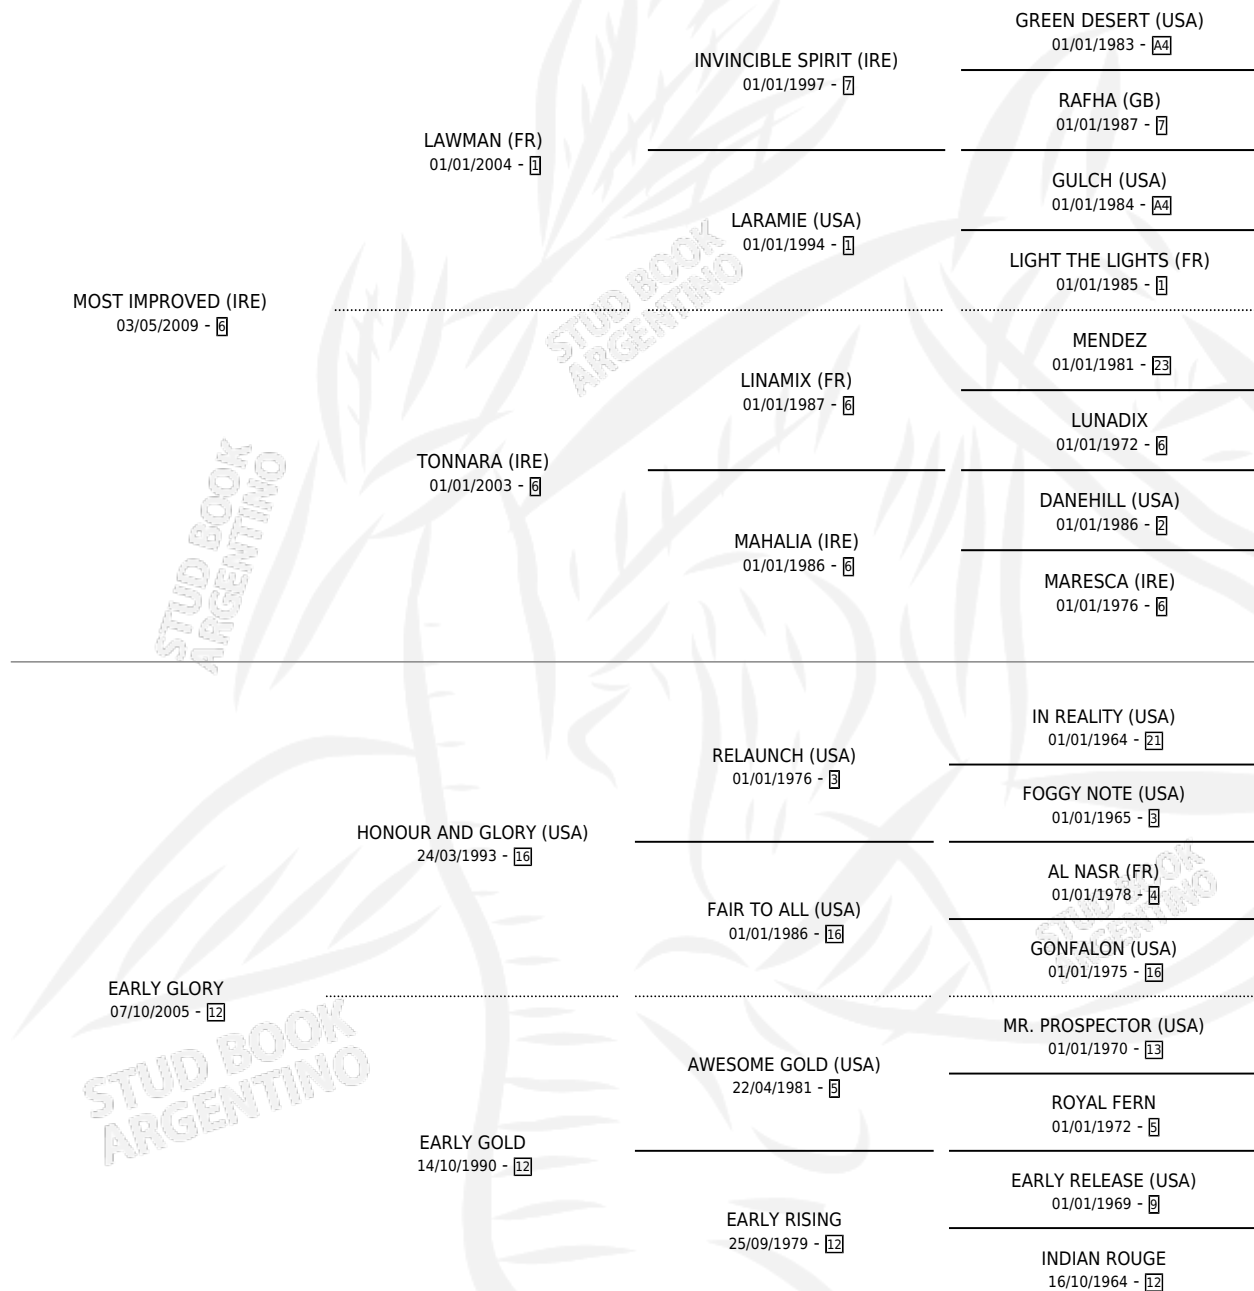 GREEN DESERT (USA)
01/01/1983 - A4
INVINCIBLE SPIRIT (IRE)
01/01/1997 - 7
RAFHA (GB)
01/01/1987 - 7
LAWMAN (FR)
01/01/2004 - 1
GULCH (USA)
01/01/1984 - A4
LARAMIE (USA)
01/01/1994 - 1
LIGHT THE LIGHTS (FR)
01/01/1985 - 1
MOST IMPROVED (IRE)
03/05/2009 - 6
MENDEZ
01/01/1981 - 23
LINAMIX (FR)
01/01/1987 - 6
LUNADIX
01/01/1972 - 6
TONNARA (IRE)
01/01/2003 - 6
DANEHILL (USA)
01/01/1986 - 2
MAHALIA (IRE)
01/01/1986 - 6
MARESCA (IRE)
01/01/1976 - 6
IN REALITY (USA)
01/01/1964 - 21
RELAUNCH (USA)
01/01/1976 - 3
FOGGY NOTE (USA)
01/01/1965 - 3
HONOUR AND GLORY (USA)
24/03/1993 - 16
AL NASR (FR)
01/01/1978 - 4
FAIR TO ALL (USA)
01/01/1986 - 16
GONFALON (USA)
01/01/1975 - 16
EARLY GLORY
07/10/2005 - 12
MR. PROSPECTOR (USA)
01/01/1970 - 13
AWESOME GOLD (USA)
22/04/1981 - 5
ROYAL FERN
01/01/1972 - 5
EARLY GOLD
14/10/1990 - 12
EARLY RELEASE (USA)
01/01/1969 - 9
EARLY RISING
25/09/1979 - 12
INDIAN ROUGE
16/10/1964 - 12
STUD BOOK
ARGENTINO
STUD BOOK
ARGENTINO
STUD BOOK
ARGENTINO
STUD BOOK
ARGENTINO